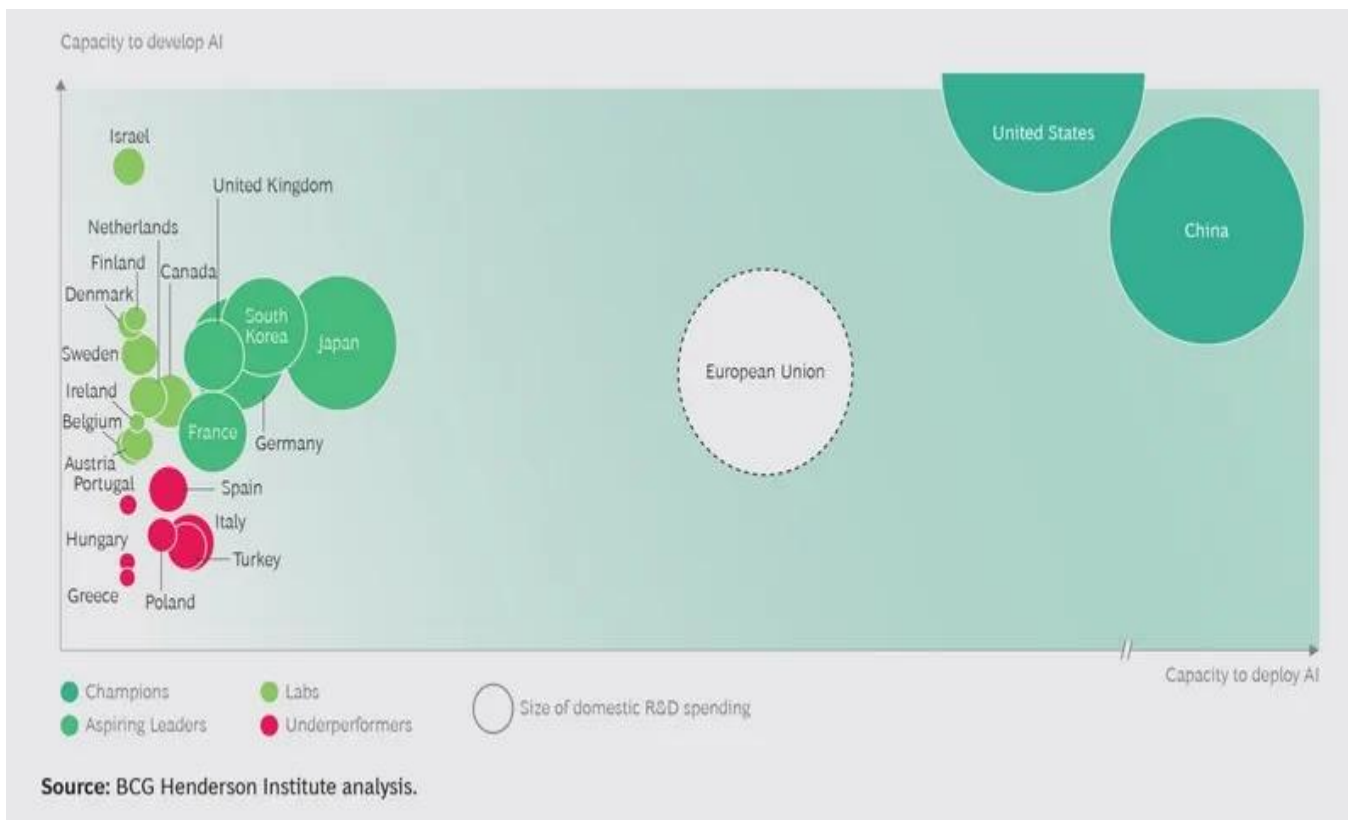 Capacity to develop AI
Israel
United Kingdom
Netherlands
Finland
Canada
Denmark
Sweden
Ireland
Belgium
Austria
Portugal
Hungary
Greece
Poland
Spain
Italy
Turkey
South
Korea
Japan
France
Germany
European Union
United States
China
Capacity to deploy AI
Champions
Labs
Size of domestic R&D spending
Aspiring Leaders
Underperformers
Source: BCG Henderson Institute analysis.